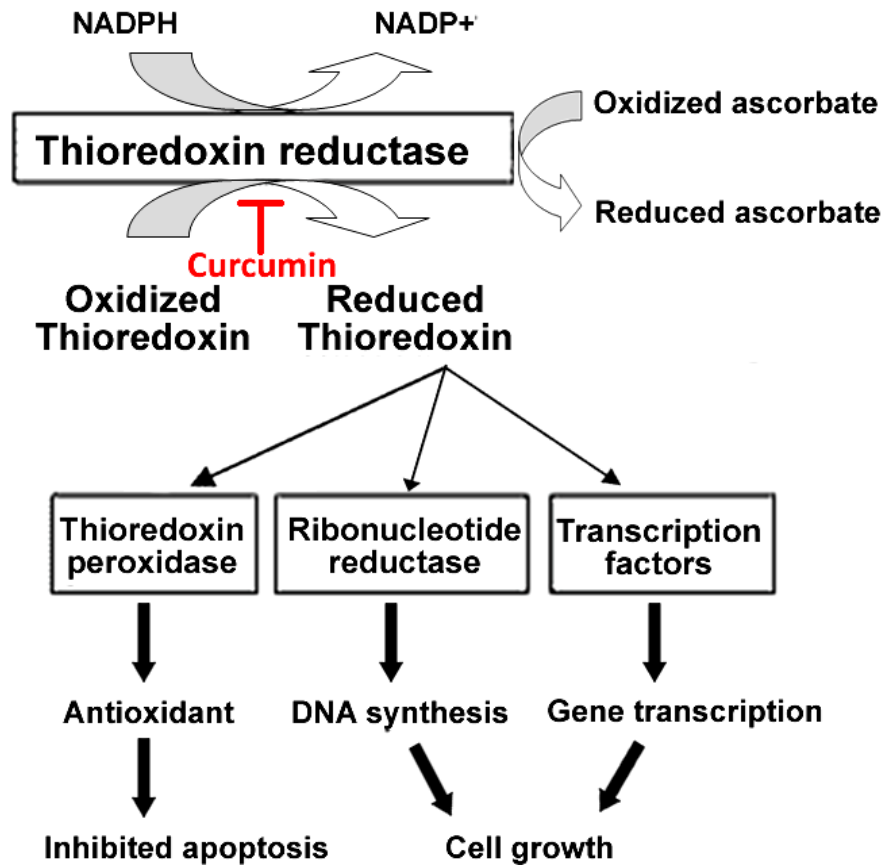 NADPH NADP+
Oxidized ascorbate
Thioredoxin reductase
Reduced ascorbate
Curcumin
Oxidized
Thioredoxin
Reduced
Thioredoxin
Thioredoxin
peroxidase
Ribonucleotide
reductase
Transcription
factors
Antioxidant
DNA synthesis
Gene transcription
Inhibited apoptosis
Cell growth